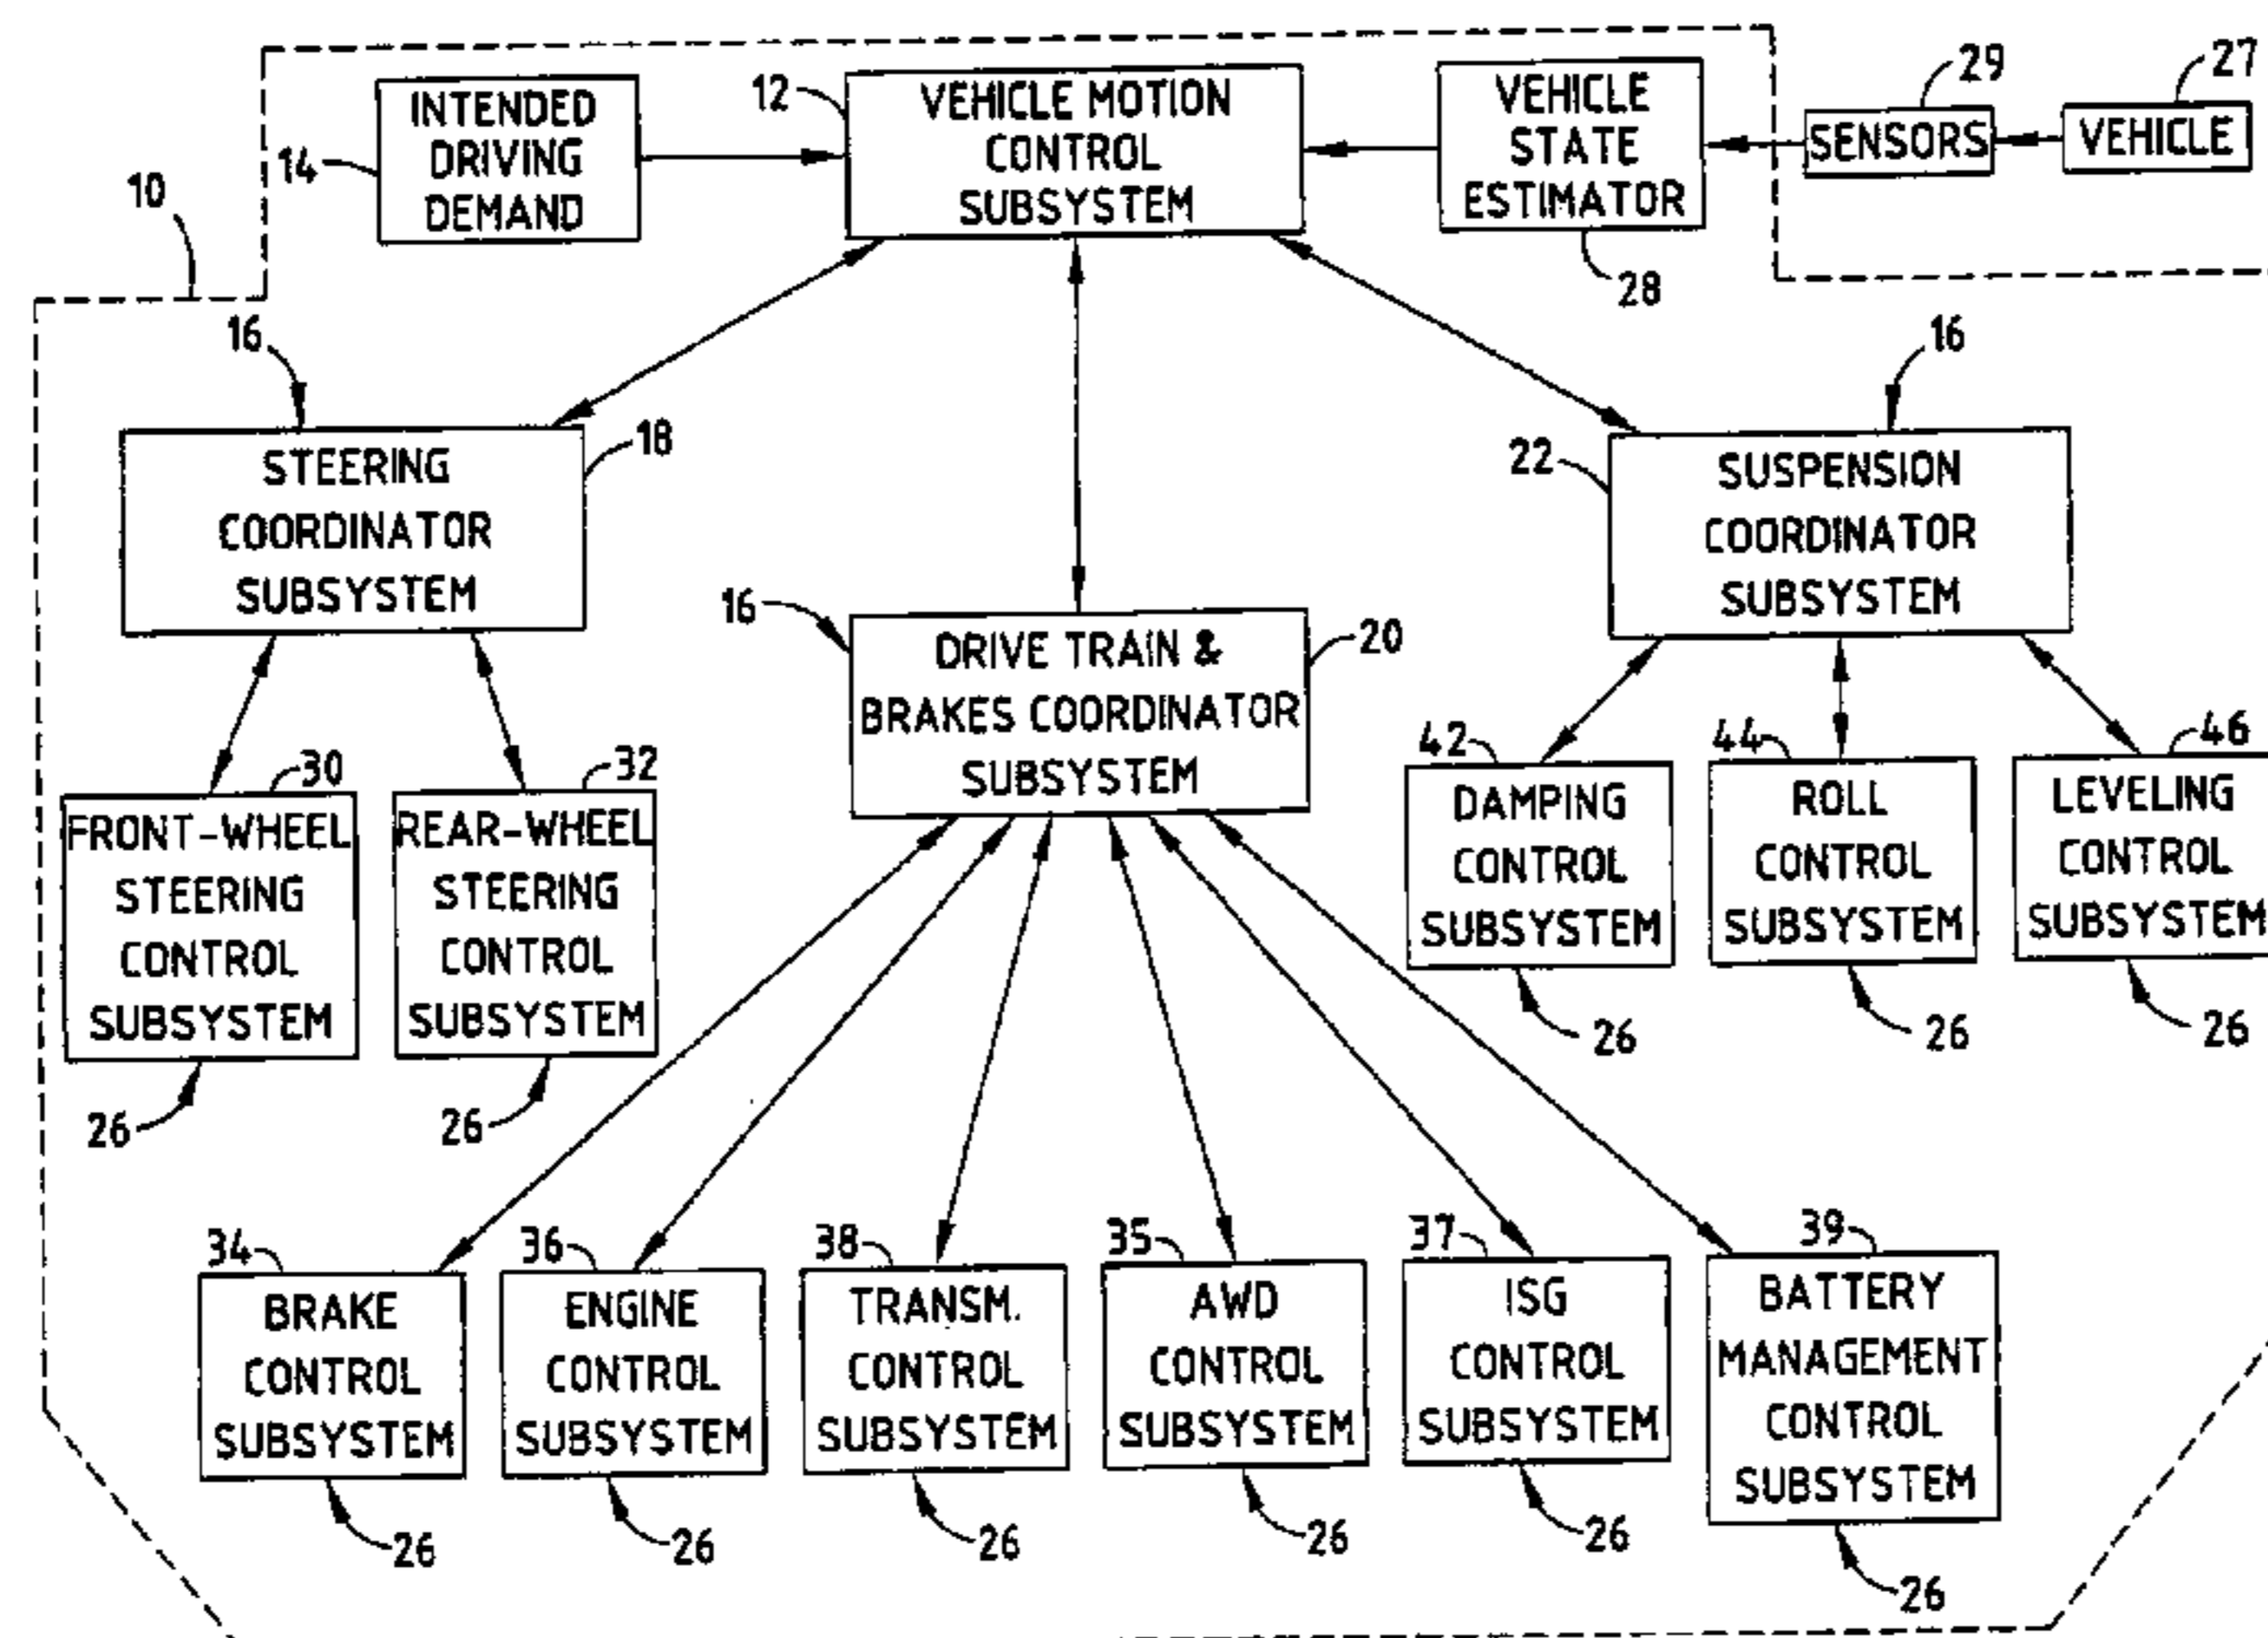 INTENDED
DRIVING
DEMAND
14
12
VEHICLE MOTION
CONTROL
SUBSYSTEM
VEHICLE
STATE
ESTIMATOR
28
29
SENSORS
27
VEHICLE
10
16
STEERING
COORDINATOR
SUBSYSTEM
18
16
DRIVE TRAIN &
BRAKES COORDINATOR
SUBSYSTEM
20
16
22
SUSPENSION
COORDINATOR
SUBSYSTEM
30
FRONT-WHEEL
STEERING
CONTROL
SUBSYSTEM
26
32
REAR-WHEEL
STEERING
CONTROL
SUBSYSTEM
26
42
DAMPING
CONTROL
SUBSYSTEM
26
44
ROLL
CONTROL
SUBSYSTEM
26
46
LEVELING
CONTROL
SUBSYSTEM
26
34
BRAKE
CONTROL
SUBSYSTEM
26
36
ENGINE
CONTROL
SUBSYSTEM
26
38
TRANSM.
CONTROL
SUBSYSTEM
26
35
AWD
CONTROL
SUBSYSTEM
26
37
ISG
CONTROL
SUBSYSTEM
26
39
BATTERY
MANAGEMENT
CONTROL
SUBSYSTEM
26